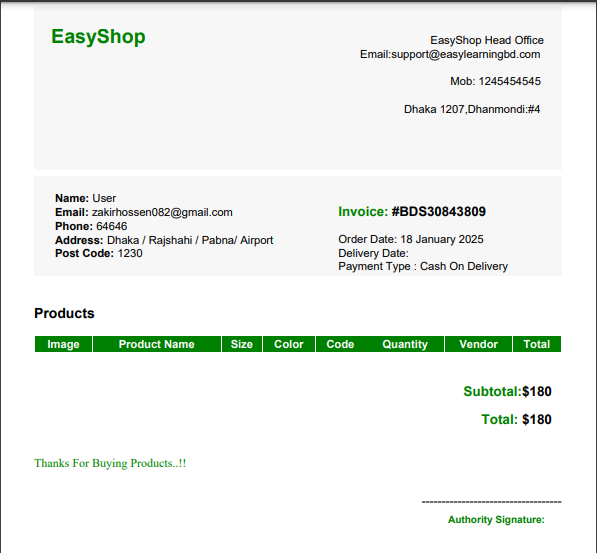 EasyShop
EasyShop Head Office
Email:support@easylearningbd.com
Mob: 1245454545
Dhaka 1207,Dhanmondi:#4
Name: User
Email: zakirhossen082@gmail.com
Phone: 64646
Address: Dhaka / Rajshahi / Pabna/ Airport
Post Code: 1230
Invoice: #BDS30843809
Order Date: 18 January 2025
Delivery Date:
Payment Type : Cash On Delivery
Products
Image Product Name Size Color Code Quantity Vendor Total
Subtotal:$180
Total: $180
Thanks For Buying Products..!!
-----------------------------------
Authority Signature: